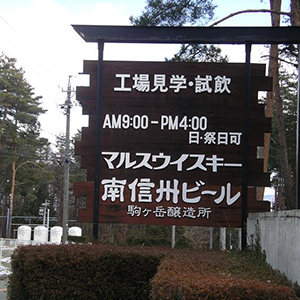 工場見学・試飲
AM9:00-PM4:00
日・祭日可
マルスウイスキー
南信州ビール
駒ヶ岳醸造所